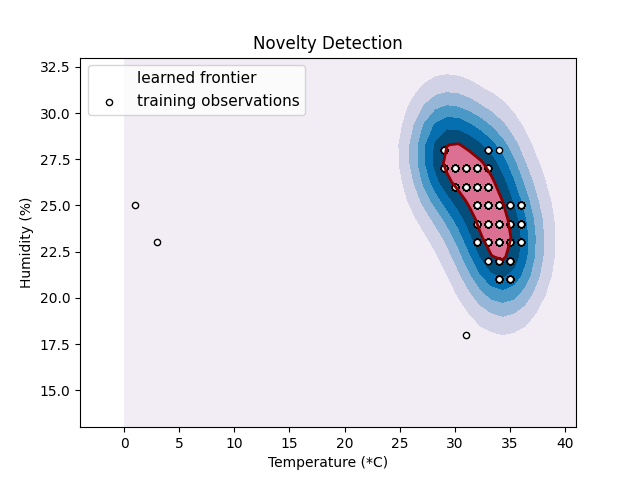 Novelty Detection
learned frontier
training observations
32.5
30.0
27.5
25.0
22.5
20.0
17.5
15.0
Humidity (%)
0 5 10 15 20 25 30 35 40
Temperature (*C)